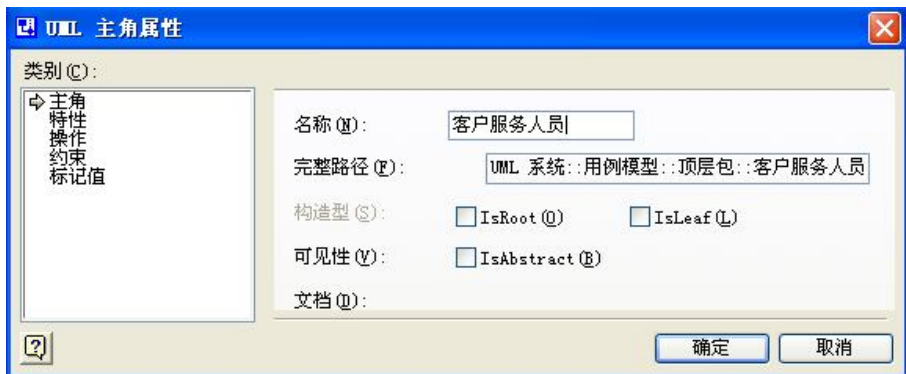 UML 主角属性
类别(C):
主角
特性
操作
约束
标记值
名称(N): 客户服务人员
完整路径(F): UML 系统::用例模型::顶层包::客户服务人员
构造型(S): IsRoot(O) IsLeaf(L)
可见性(V): IsAbstract(B)
文档(D):
确定 取消